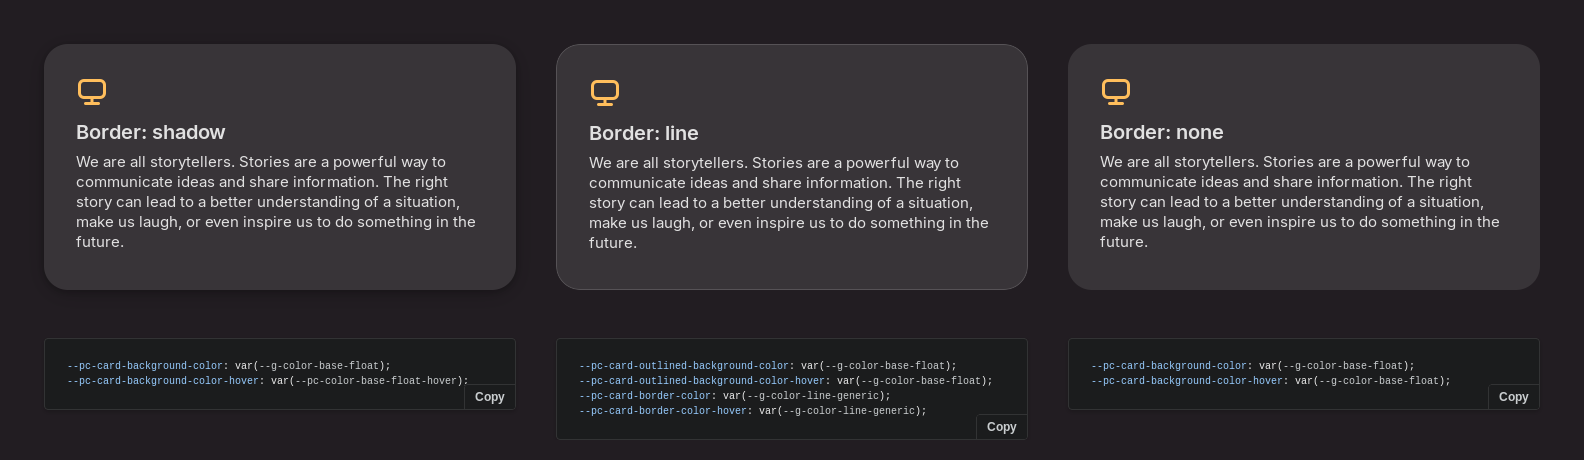 Border: shadow
We are all storytellers. Stories are a powerful way to
communicate ideas and share information. The right
story can lead to a better understanding of a situation,
make us laugh, or even inspire us to do something in the
future.
Border: line
We are all storytellers. Stories are a powerful way to
communicate ideas and share information. The right
story can lead to a better understanding of a situation,
make us laugh, or even inspire us to do something in the
future.
Border: none
We are all storytellers. Stories are a powerful way to
communicate ideas and share information. The right
story can lead to a better understanding of a situation,
make us laugh, or even inspire us to do something in the
future.
--pc-card-background-color: var(--g-color-base-float);
--pc-card-background-color-hover: var(--pc-color-base-float-hover);
Copy
--pc-card-outlined-background-color: var(--g-color-base-float);
--pc-card-outlined-background-color-hover: var(--g-color-base-float);
--pc-card-border-color: var(--g-color-line-generic);
--pc-card-border-color-hover: var(--g-color-line-generic);
Copy
--pc-card-background-color: var(--g-color-base-float);
--pc-card-background-color-hover: var(--g-color-base-float);
Copy